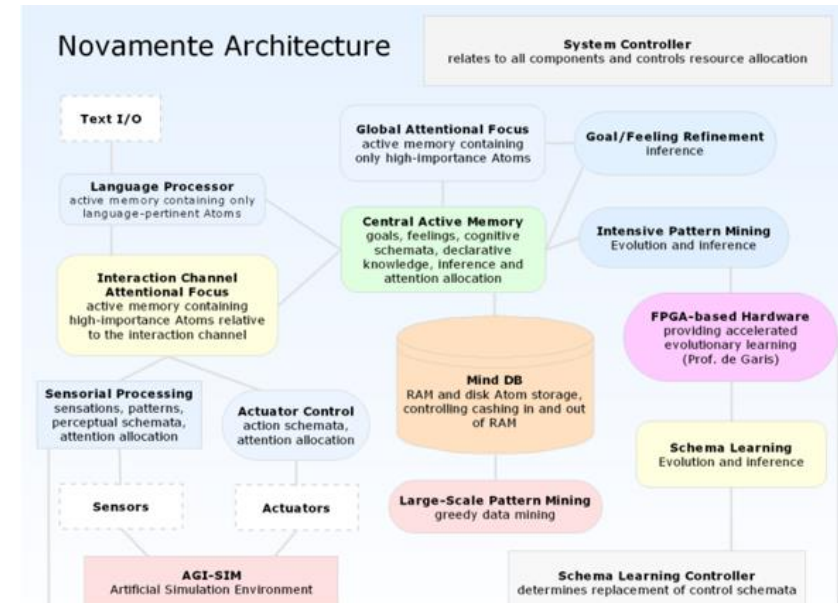 Novamente Architecture
System Controller
relates to all components and controls resource allocation
Text I/O
Global Attentional Focus
active memory containing
only high-importance Atoms
Goal/Feeling Refinement
inference
Language Processor
active memory containing only
language-pertinent Atoms
Central Active Memory
goals, feelings, cognitive
schemata, declarative
knowledge, inference and
attention allocation
Intensive Pattern Mining
Evolution and inference
Interaction Channel
Attentional Focus
active memory containing
high-importance Atoms relative
to the interaction channel
FPGA-based Hardware
providing accelerated
evolutionary learning
(Prof. de Garis)
Mind DB
RAM and disk Atom storage,
controlling cashing in and out
of RAM
Sensorial Processing
sensations, patterns,
perceptual schemata,
attention allocation
Actuator Control
action schemata,
attention allocation
Schema Learning
Evolution and inference
Sensors
Actuators
Large-Scale Pattern Mining
greedy data mining
AGI-SIM
Artificial Simulation Environment
Schema Learning Controller
determines replacement of control schemata